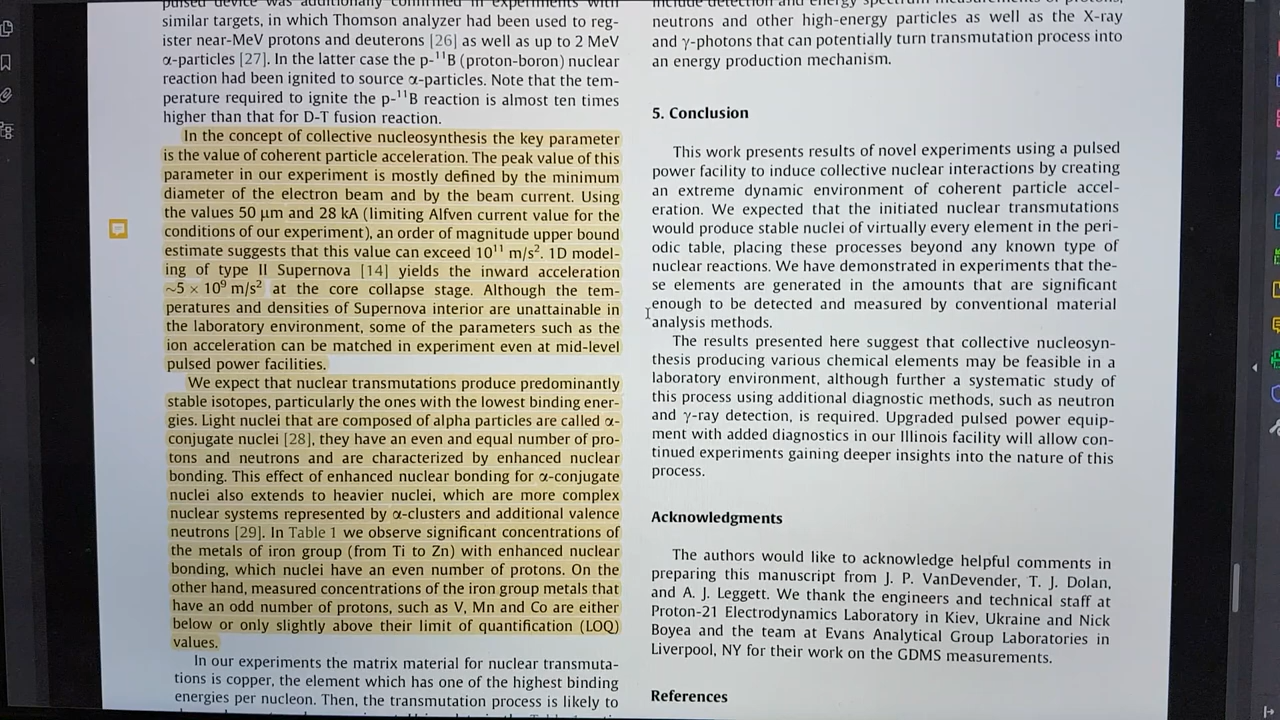 pulsed device was additionally confirmed in experiments with
similar targets, in which Thomson analyzer had been used to reg-
ister near-MeV protons and deuterons [26] as well as up to 2 MeV
α-particles [27]. In the latter case the p-¹¹B (proton-boron) nuclear
reaction had been ignited to source α-particles. Note that the tem-
perature required to ignite the p-¹¹B reaction is almost ten times
higher than that for D-T fusion reaction.
In the concept of collective nucleosynthesis the key parameter
is the value of coherent particle acceleration. The peak value of this
parameter in our experiment is mostly defined by the minimum
diameter of the electron beam and by the beam current. Using
the values 50 μm and 28 kA (limiting Alfven current value for the
conditions of our experiment), an order of magnitude upper bound
estimate suggests that this value can exceed 10¹¹ m/s². 1D model-
ing of type II Supernova [14] yields the inward acceleration
~5 × 10⁹ m/s² at the core collapse stage. Although the tem-
peratures and densities of Supernova interior are unattainable in
the laboratory environment, some of the parameters such as the
ion acceleration can be matched in experiment even at mid-level
pulsed power facilities.
We expect that nuclear transmutations produce predominantly
stable isotopes, particularly the ones with the lowest binding ener-
gies. Light nuclei that are composed of alpha particles are called α-
conjugate nuclei [28], they have an even and equal number of pro-
tons and neutrons and are characterized by enhanced nuclear
bonding. This effect of enhanced nuclear bonding for α-conjugate
nuclei also extends to heavier nuclei, which are more complex
nuclear systems represented by α-clusters and additional valence
neutrons [29]. In Table 1 we observe significant concentrations of
the metals of iron group (from Ti to Zn) with enhanced nuclear
bonding, which nuclei have an even number of protons. On the
other hand, measured concentrations of the iron group metals that
have an odd number of protons, such as V, Mn and Co are either
below or only slightly above their limit of quantification (LOQ)
values.
In our experiments the matrix material for nuclear transmuta-
tions is copper, the element which has one of the highest binding
energies per nucleon. Then, the transmutation process is likely to
include detection and energy spectrum measurements of protons,
neutrons and other high-energy particles as well as the X-ray
and γ-photons that can potentially turn transmutation process into
an energy production mechanism.
5. Conclusion
This work presents results of novel experiments using a pulsed
power facility to induce collective nuclear interactions by creating
an extreme dynamic environment of coherent particle accel-
eration. We expected that the initiated nuclear transmutations
would produce stable nuclei of virtually every element in the peri-
odic table, placing these processes beyond any known type of
nuclear reactions. We have demonstrated in experiments that the-
se elements are generated in the amounts that are significant
enough to be detected and measured by conventional material
analysis methods.
The results presented here suggest that collective nucleosyn-
thesis producing various chemical elements may be feasible in a
laboratory environment, although further a systematic study of
this process using additional diagnostic methods, such as neutron
and γ-ray detection, is required. Upgraded pulsed power equip-
ment with added diagnostics in our Illinois facility will allow con-
tinued experiments gaining deeper insights into the nature of this
process.
Acknowledgments
The authors would like to acknowledge helpful comments in
preparing this manuscript from J. P. VanDevender, T. J. Dolan,
and A. J. Leggett. We thank the engineers and technical staff at
Proton-21 Electrodynamics Laboratory in Kiev, Ukraine and Nick
Boyea and the team at Evans Analytical Group Laboratories in
Liverpool, NY for their work on the GDMS measurements.
References